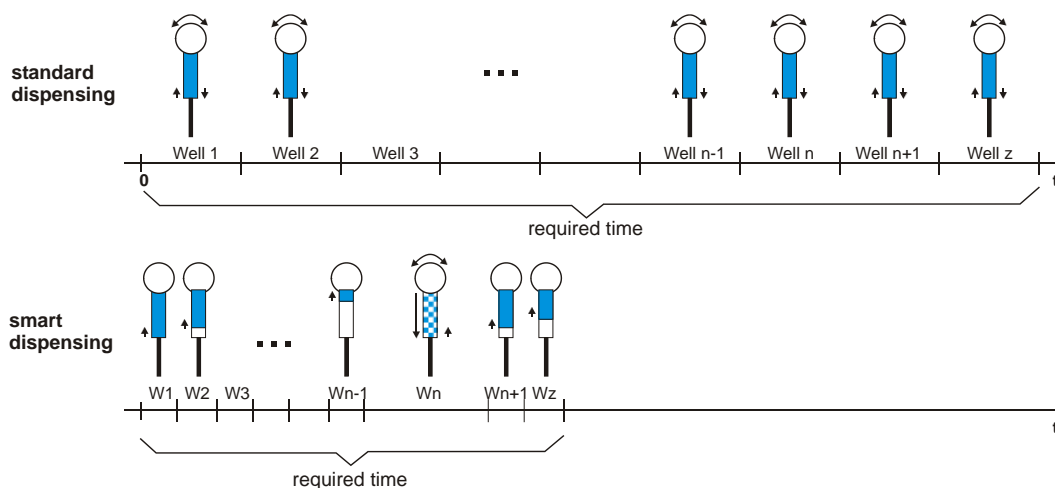 standard
dispensing
...
Well 1 Well 2 Well 3 Well n-1 Well n Well n+1 Well z
0 t
required time
smart
dispensing
...
W1 W2 W3 Wn-1 Wn Wn+1 Wz
t
required time